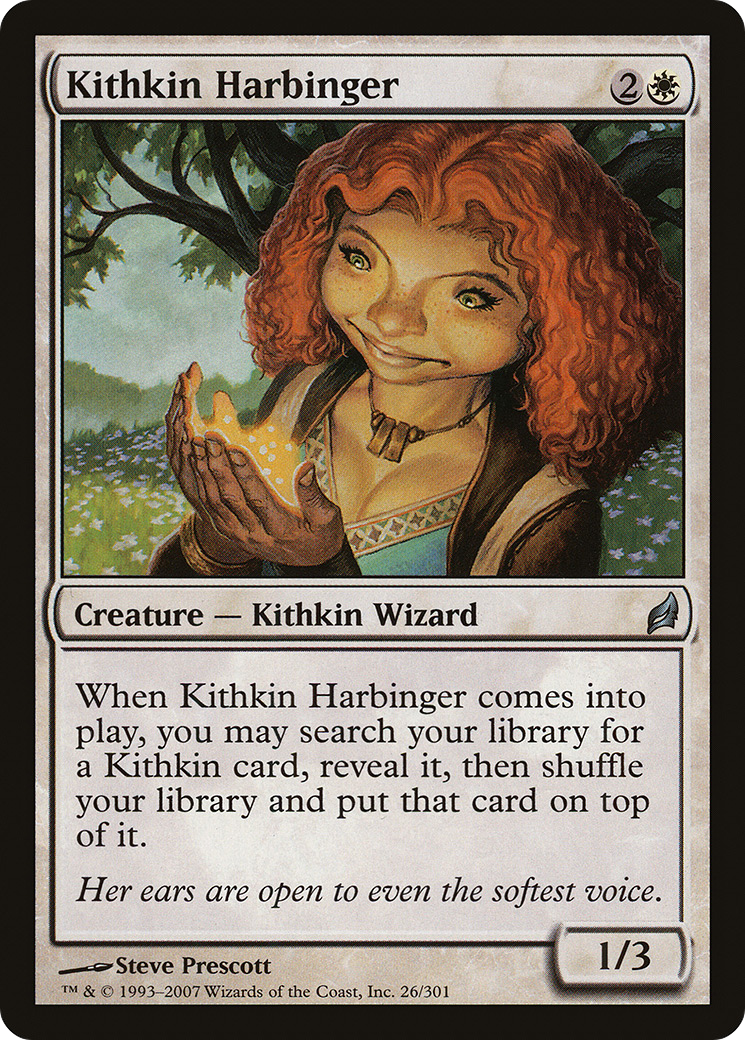 Kithkin Harbinger 2
Creature — Kithkin Wizard
When Kithkin Harbinger comes into
play, you may search your library for
a Kithkin card, reveal it, then shuffle
your library and put that card on top
of it.
Her ears are open to even the softest voice.
1/3
Steve Prescott
™ & © 1993–2007 Wizards of the Coast, Inc. 26/301